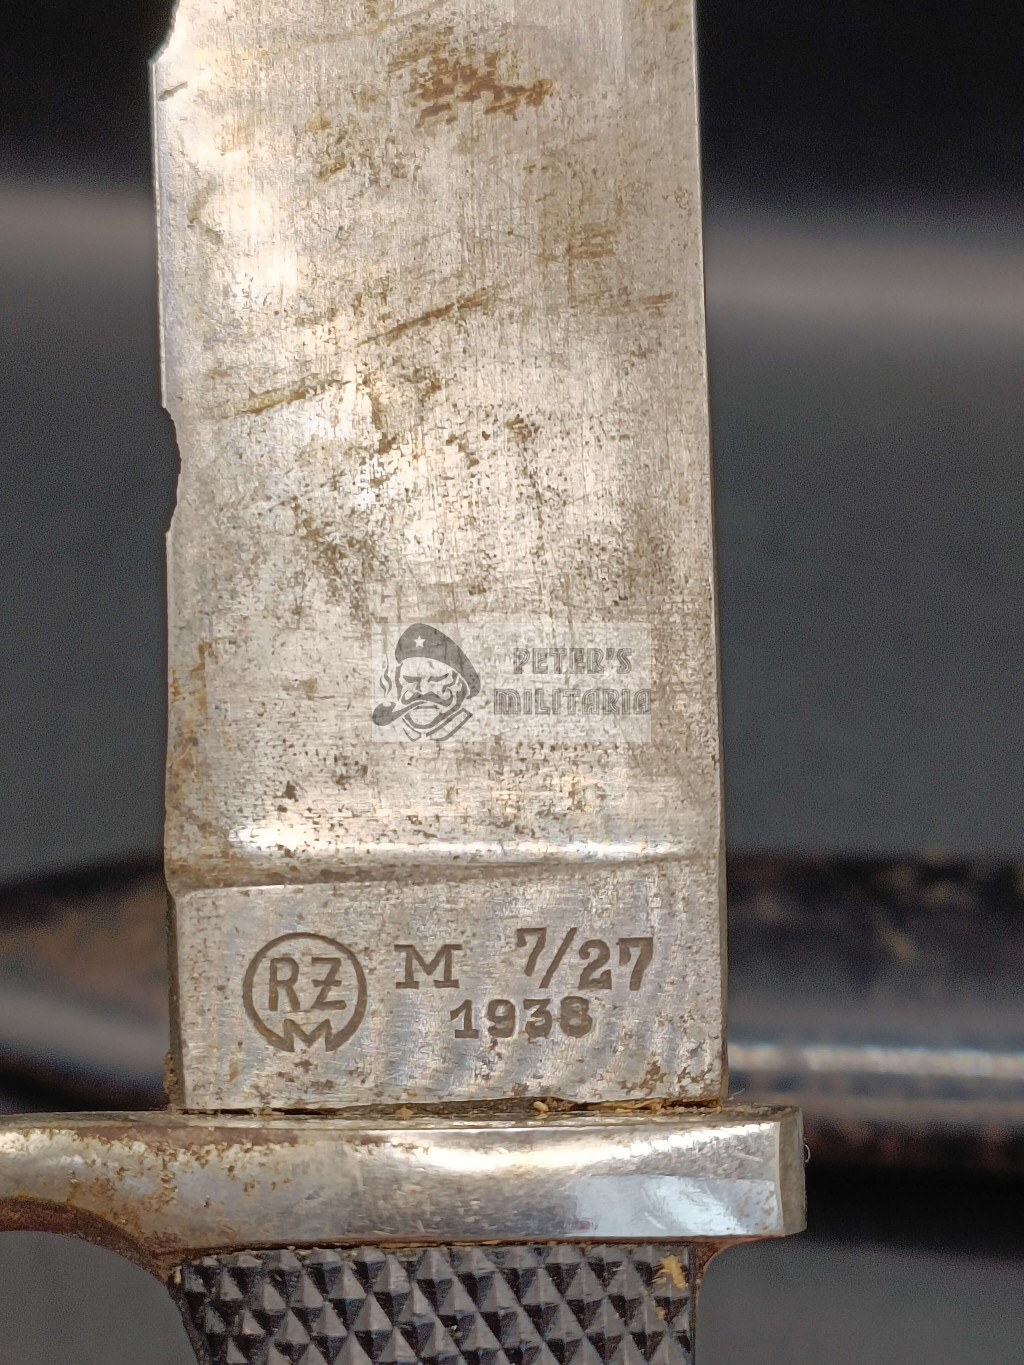 PETER'S
MILITARIA
RZM M 7/27
1938